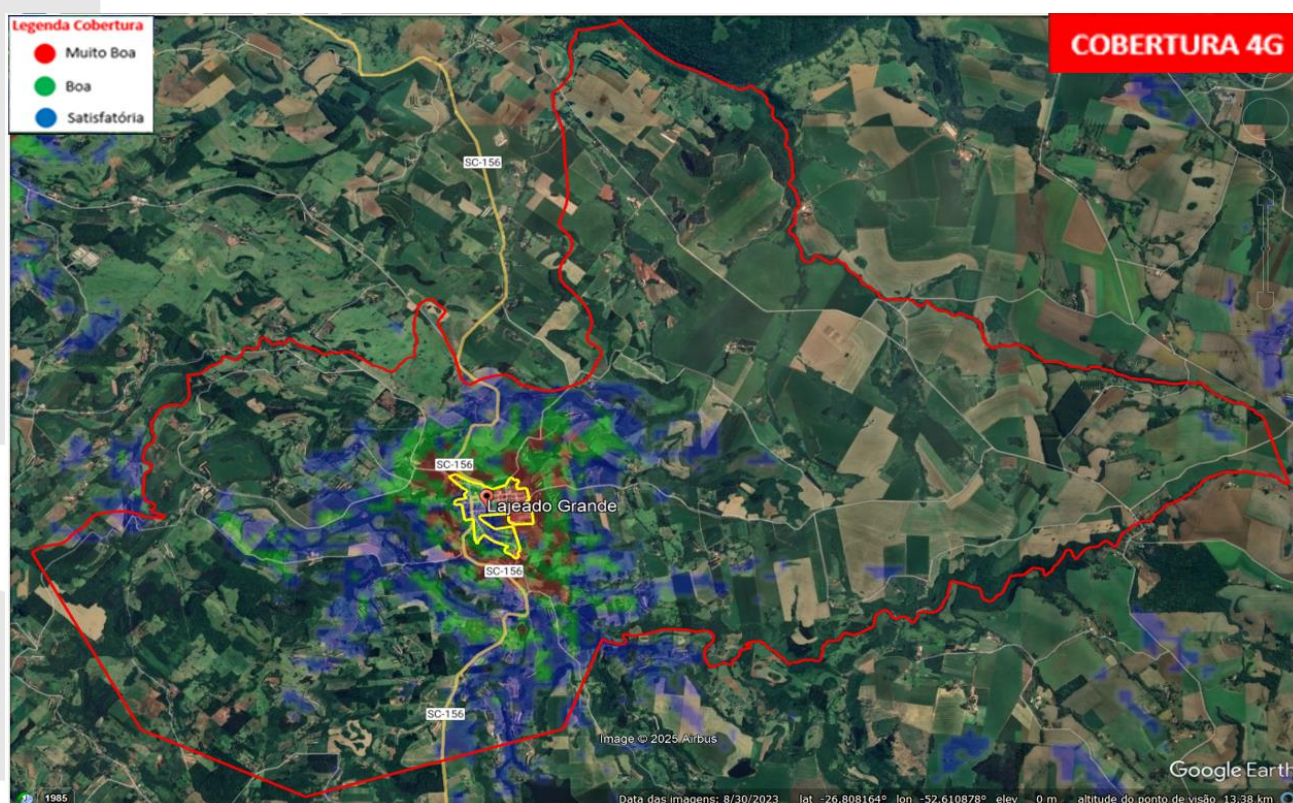 Legenda Cobertura
Muito Boa
Boa
Satisfatória
COBERTURA 4G
SC-156
SC-156
Lajeado Grande
SC-156
SC-156
Image © 2025 Airbus
Google Earth
1985
Data das imagens: 8/30/2023 lat -26.808164° lon -52.610878° elev 0 m altitude do ponto de visão 13.38 km